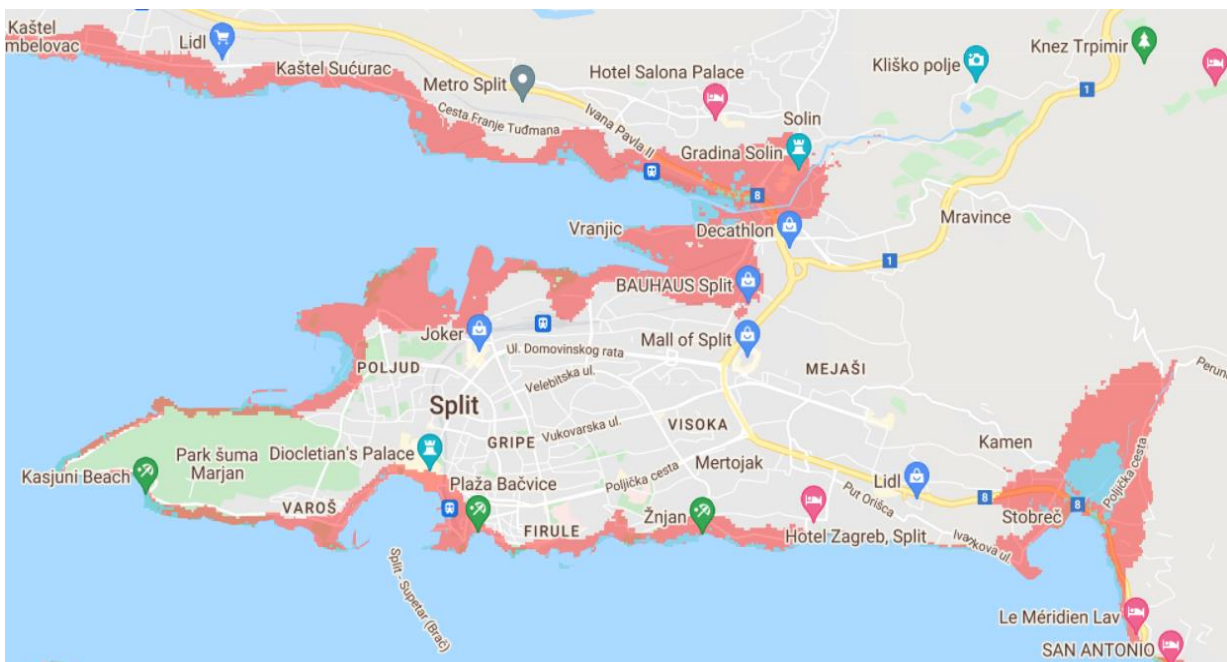 Kaštel
mbelovac
Lidl
Kaštel Sućurac
Metro Split
Cesta Franje Tuđmana
Hotel Salona Palace
Ivana Pavla II
Solin
Gradina Solin
Kliško polje
Knez Trpimir
1
8
Vranjic
Decathlon
Mravince
1
BAUHAUS Split
Joker
Mall of Split
Ul. Domovinskog rata
POLJUD
Velebitska ul.
MEJAŠI
Peruni
Split
VISOKA
GRIPE
Vukovarska ul.
Kamen
Park šuma
Marjan
Diocletian's Palace
Kasjuni Beach
Mertojak
Poljička cesta
Poljička cesta
Plaža Bačvice
Lidl
Put Orišca
8
8
VAROŠ
FIRULE
Žnjan
Stobreč
Hotel Zagreb, Split
Split - Supetar (Brač)
Le Méridien Lav
SAN ANTONIO